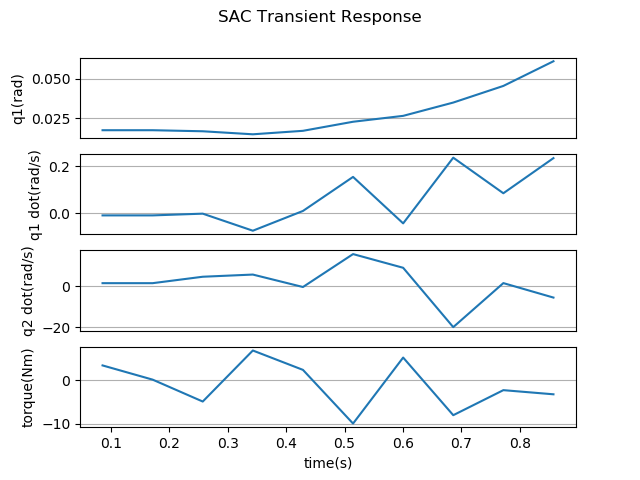 SAC Transient Response
q1(rad)
0.050
0.025
q1 dot(rad/s)
0.2
0.0
q2 dot(rad/s)
0
−20
torque(Nm)
0
−10
0.1 0.2 0.3 0.4 0.5 0.6 0.7 0.8
time(s)